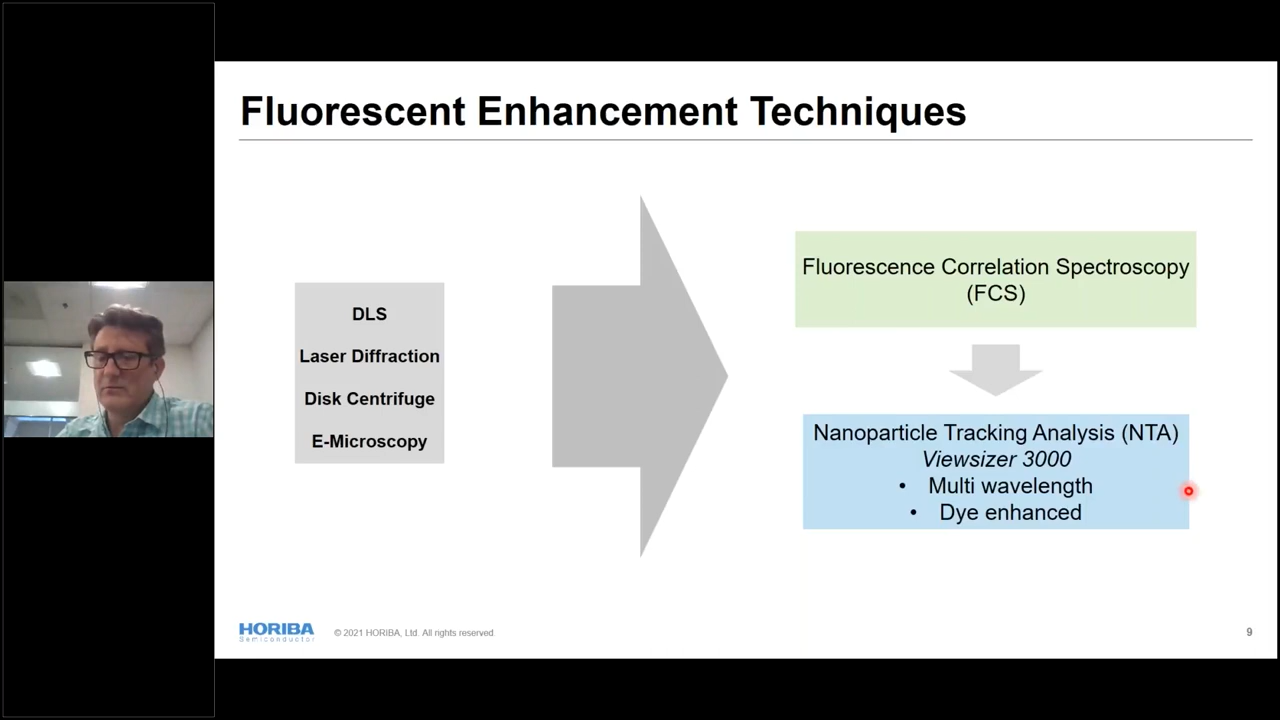 Fluorescent Enhancement Techniques
DLS
Laser Diffraction
Disk Centrifuge
E-Microscopy
Fluorescence Correlation Spectroscopy
(FCS)
Nanoparticle Tracking Analysis (NTA)
Viewsizer 3000
• Multi wavelength
• Dye enhanced
HORIBA
Semiconductor
© 2021 HORIBA, Ltd. All rights reserved.
9